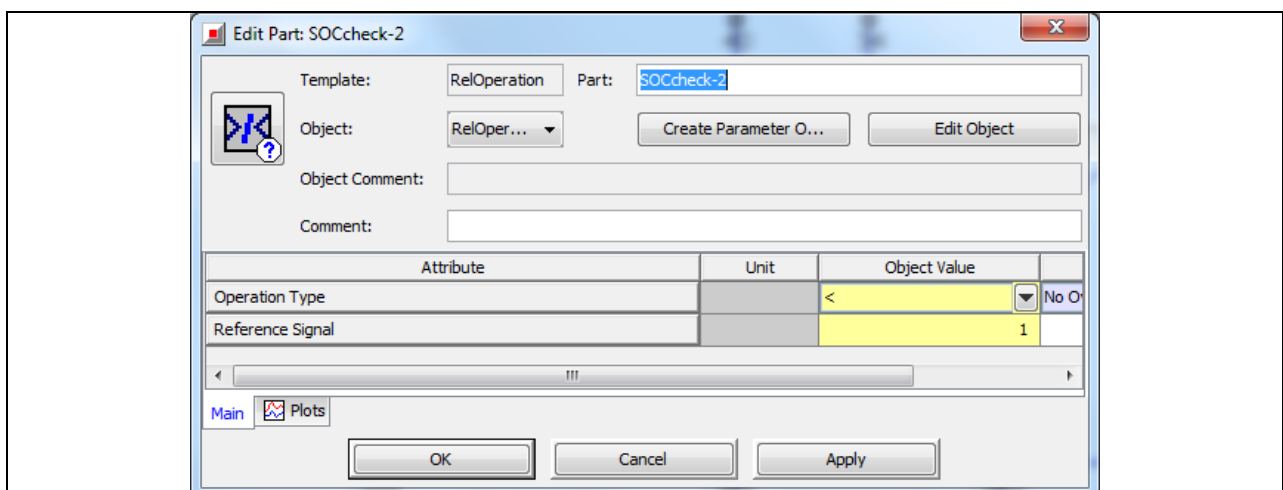 Edit Part: SOCcheck-2
Template: RelOperation Part: SOCcheck-2
Object: RelOper... Create Parameter O... Edit Object
Object Comment:
Comment:
Attribute Unit Object Value
Operation Type < No O
Reference Signal 1
Main Plots
OK Cancel Apply